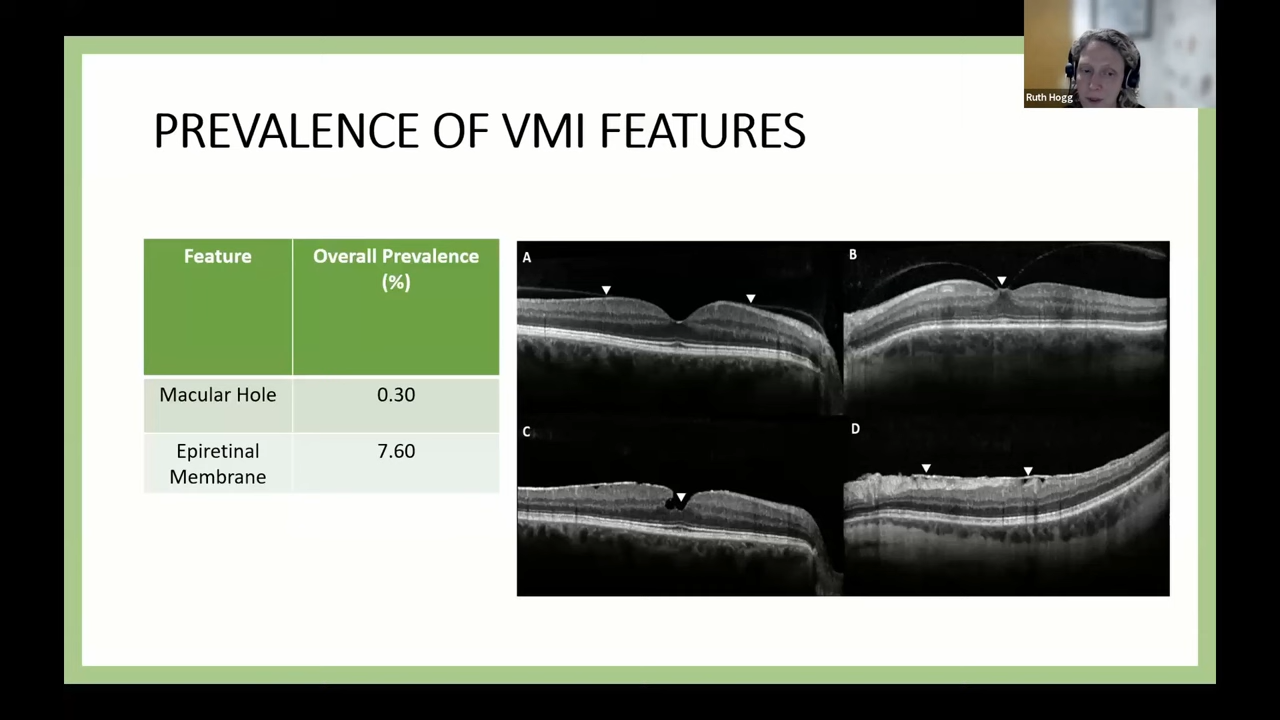 Ruth Hogg
PREVALENCE OF VMI FEATURES
Feature
Overall Prevalence
(%)
Macular Hole
0.30
Epiretinal
Membrane
7.60
A
B
C
D